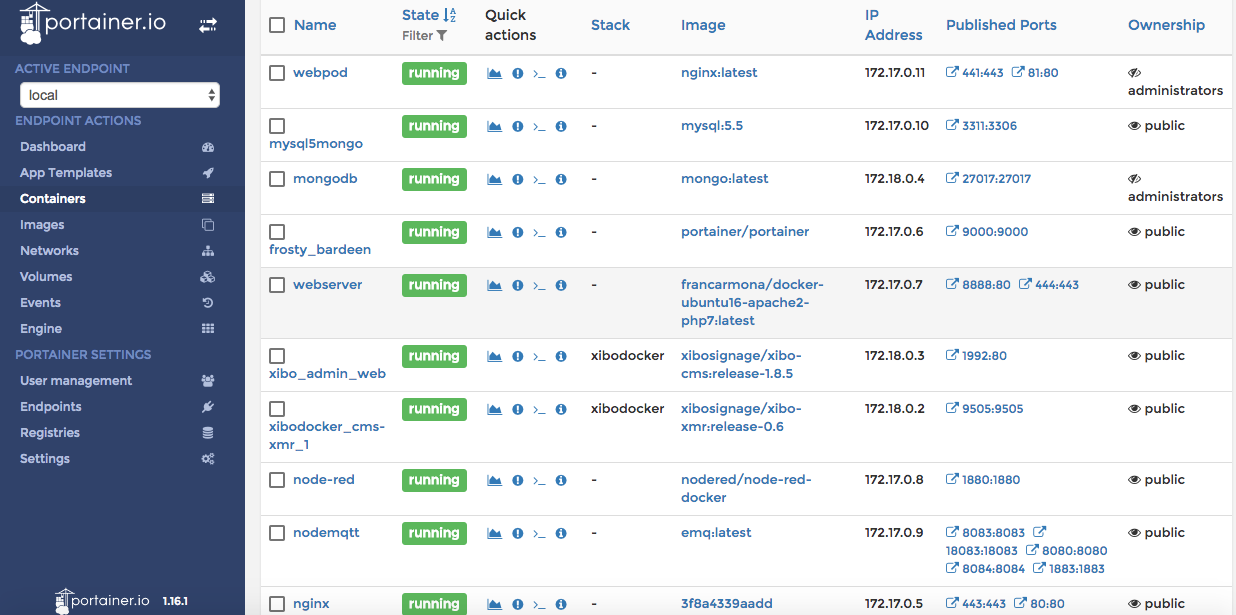 portainer.io
ACTIVE ENDPOINT
local
ENDPOINT ACTIONS
Dashboard
App Templates
Containers
Images
Networks
Volumes
Events
Engine
PORTAINER SETTINGS
User management
Endpoints
Registries
Settings
portainer.io 1.16.1
Name
State
Filter
Quick
actions
Stack
Image
IP
Address
Published Ports
Ownership
webpod running - nginx:latest 172.17.0.11 441:443 81:80
administrators
running - mysql:5.5 172.17.0.10 3311:3306 public
mysql5mongo
mongodb running - mongo:latest 172.18.0.4 27017:27017
administrators
running - portainer/portainer 172.17.0.6 9000:9000 public
frosty_bardeen
webserver running - francarmona/docker- 172.17.0.7 8888:80 444:443 public
ubuntu16-apache2-
php7:latest
running xibodocker xibosignage/xibo- 172.18.0.3 1992:80 public
xibo_admin_web cms:release-1.8.5
running xibodocker xibosignage/xibo- 172.18.0.2 9505:9505 public
xibodocker_cms- xmr:release-0.6
xmr_1
node-red running - nodered/node-red- 172.17.0.8 1880:1880 public
docker
nodemqtt running - emq:latest 172.17.0.9 8083:8083 public
18083:18083 8080:8080
8084:8084 1883:1883
nginx running - 3f8a4339aadd 172.17.0.5 443:443 80:80 public